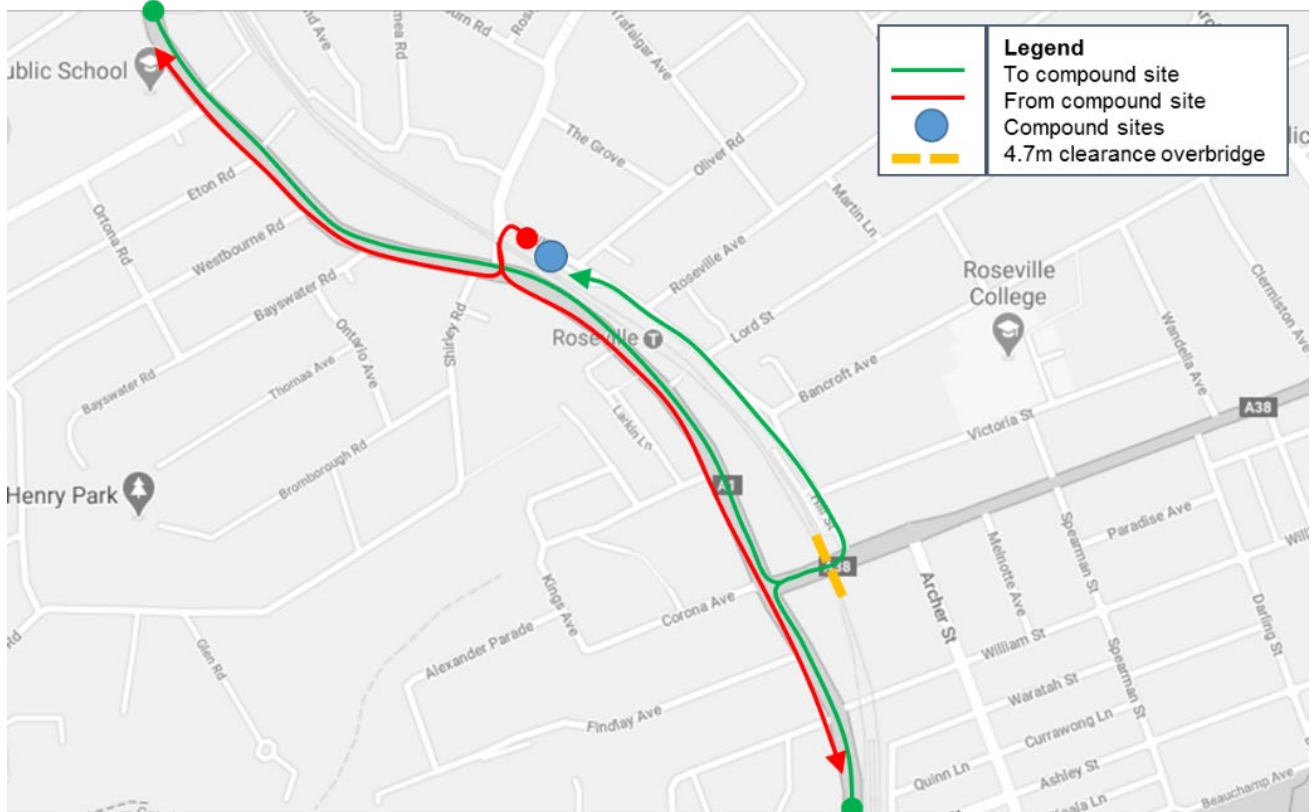 Legend
To compound site
From compound site
Compound sites
4.7m clearance overbridge
Public School
Trafalgar Ave
The Grove
Oliver Rd
Martin Ln
Eton Rd
Ortona Rd
Westbourne Rd
Bayswater Rd
Roseville Ave
Roseville
College
Clermiston Ave
Ontario Ave
Shirley Rd
Roseville
T
Lord St
Wandella Ave
Thomas Ave
Bayswater Rd
Bancroft Ave
A38
Larkin Ln
Victoria St
Bromborough Rd
Henry Park
A1
Hill St
Paradise Ave
Spearman St
Melnotte Ave
A38
Kings Ave
Corona Ave
Archer St
Darling St
Alexander Parade
William St
Glen Rd
Spearman St
Waratah St
Findlay Ave
Currawong Ln
Quinn Ln
Ashley St
Beauchamp Ave